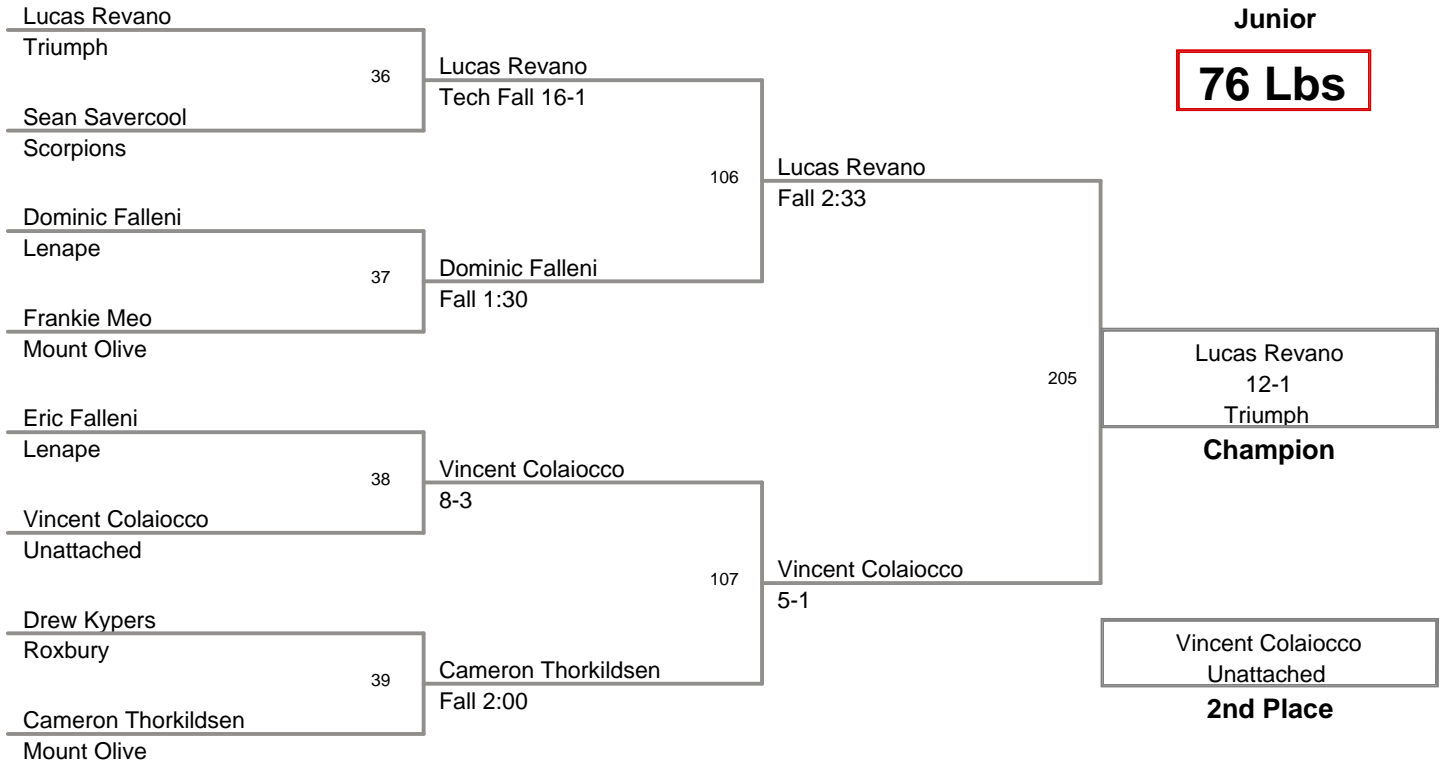 Lucas Revano
Triumph
36
Sean Savercool
Scorpions
Dominic Falleni
Lenape
37
Frankie Meo
Mount Olive
Eric Falleni
Lenape
38
Vincent Colaiocco
Unattached
Drew Kypers
Roxbury
39
Cameron Thorkildsen
Mount Olive
Lucas Revano
Tech Fall 16-1
106
Dominic Falleni
Fall 1:30
Vincent Colaiocco
8-3
107
Cameron Thorkildsen
Fall 2:00
Lucas Revano
Fall 2:33
205
Vincent Colaiocco
5-1
Junior
76 Lbs
Lucas Revano
12-1
Triumph
Champion
Vincent Colaiocco
Unattached
2nd Place